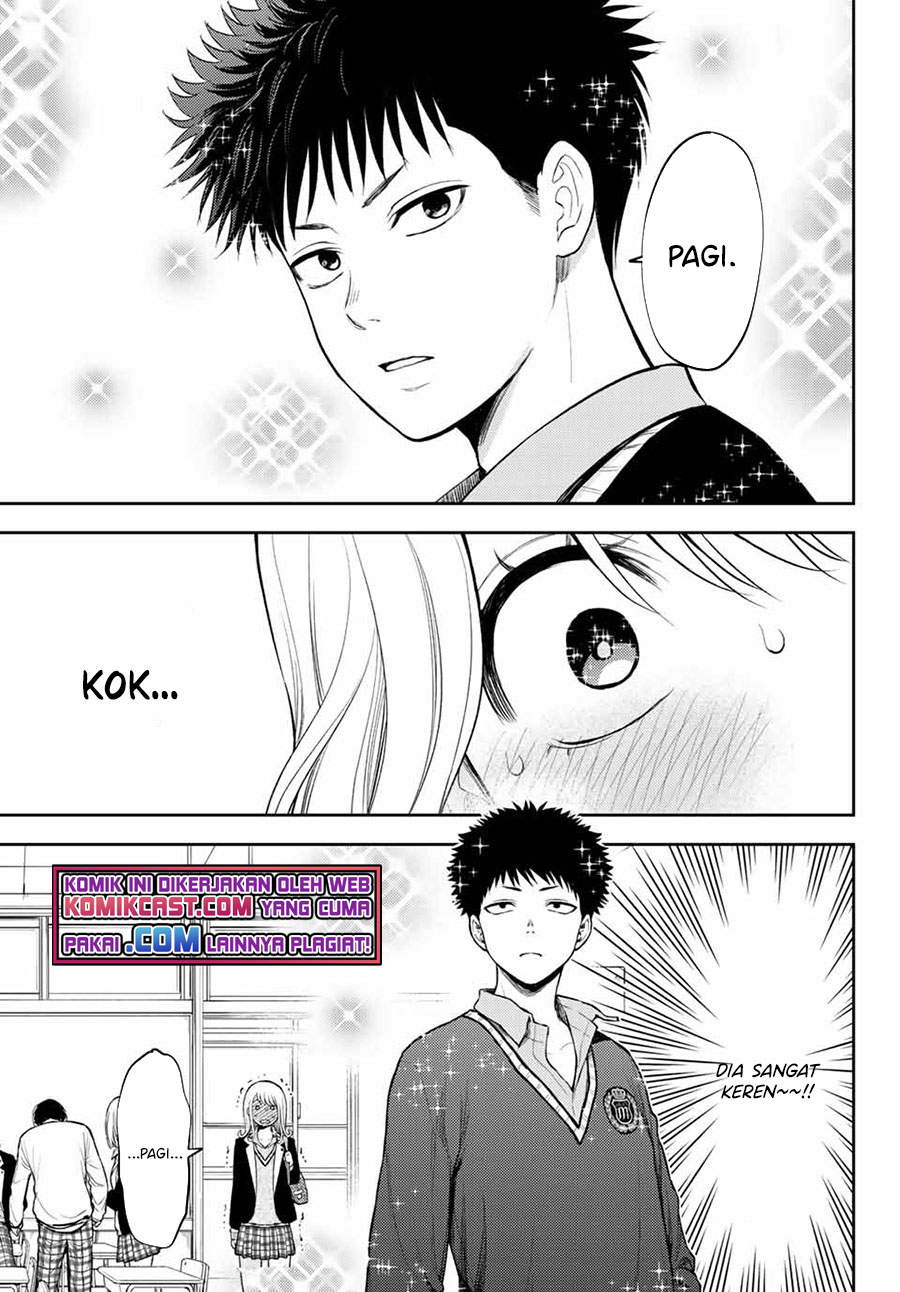 PAGI.
KOK...
KOMIK INI DIKERJAKAN OLEH WEB
KOMIKCAST.COM YANG CUMA
PAKAI .COM LAINNYA PLAGIAT!
DIA SANGAT
KEREN~~!!
...PAGI...